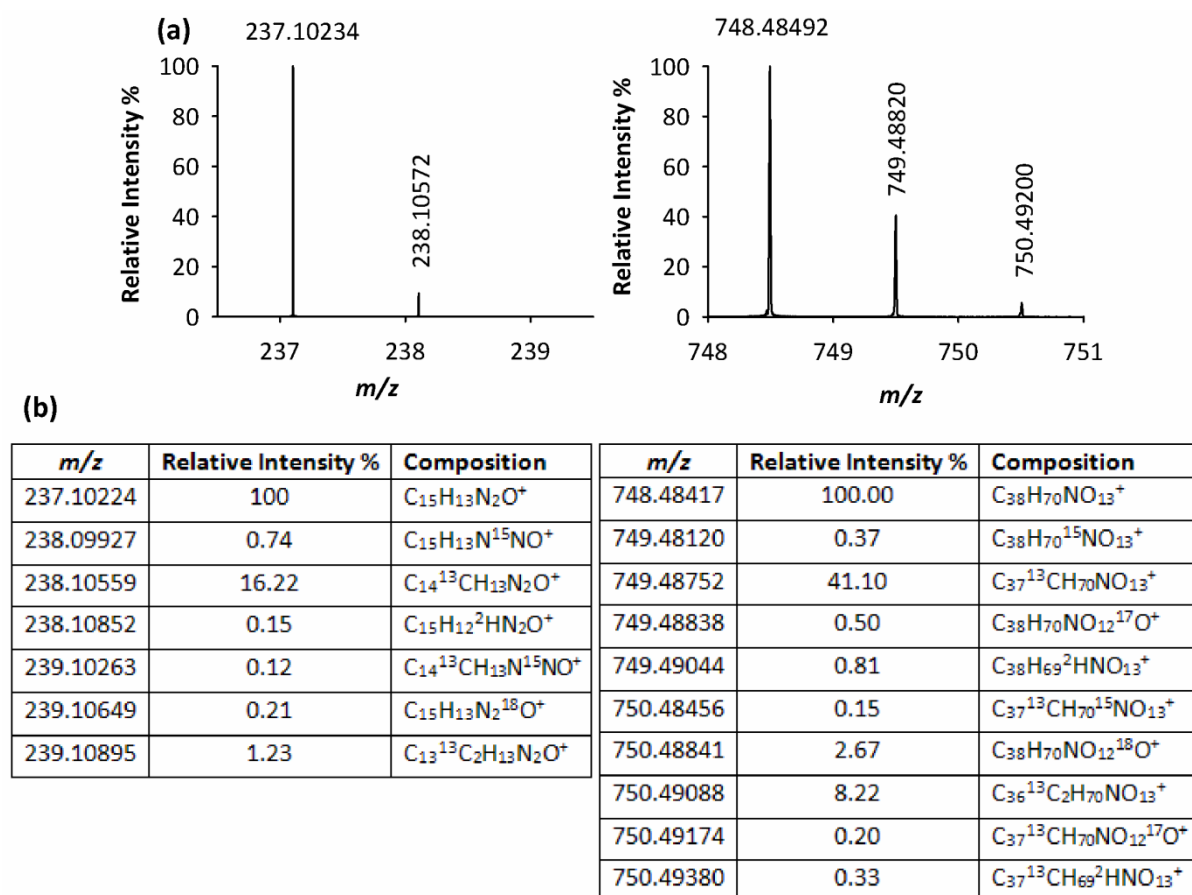 (a)
237.10234
Relative Intensity %
100
80
60
40
20
0
238.10572
237
238
239
m/z
748.48492
Relative Intensity %
100
80
60
40
20
0
749.48820
750.49200
748
749
750
751
m/z
(b)
m/z Relative Intensity % Composition
237.10224 100 C₁₅H₁₃N₂O⁺
238.09927 0.74 C₁₅H₁₃N¹⁵NO⁺
238.10559 16.22 C₁₄¹³CH₁₃N₂O⁺
238.10852 0.15 C₁₅H₁₂²HN₂O⁺
239.10263 0.12 C₁₄¹³CH₁₃N¹⁵NO⁺
239.10649 0.21 C₁₅H₁₃N₂¹⁸O⁺
239.10895 1.23 C₁₃¹³C₂H₁₃N₂O⁺
m/z Relative Intensity % Composition
748.48417 100.00 C₃₈H₇₀NO₁₃⁺
749.48120 0.37 C₃₈H₇₀¹⁵NO₁₃⁺
749.48752 41.10 C₃₇¹³CH₇₀NO₁₃⁺
749.48838 0.50 C₃₈H₇₀NO₁₂¹⁷O⁺
749.49044 0.81 C₃₈H₆₉²HNO₁₃⁺
750.48456 0.15 C₃₇¹³CH₇₀¹⁵NO₁₃⁺
750.48841 2.67 C₃₈H₇₀NO₁₂¹⁸O⁺
750.49088 8.22 C₃₆¹³C₂H₇₀NO₁₃⁺
750.49174 0.20 C₃₇¹³CH₇₀NO₁₂¹⁷O⁺
750.49380 0.33 C₃₇¹³CH₆₉²HNO₁₃⁺